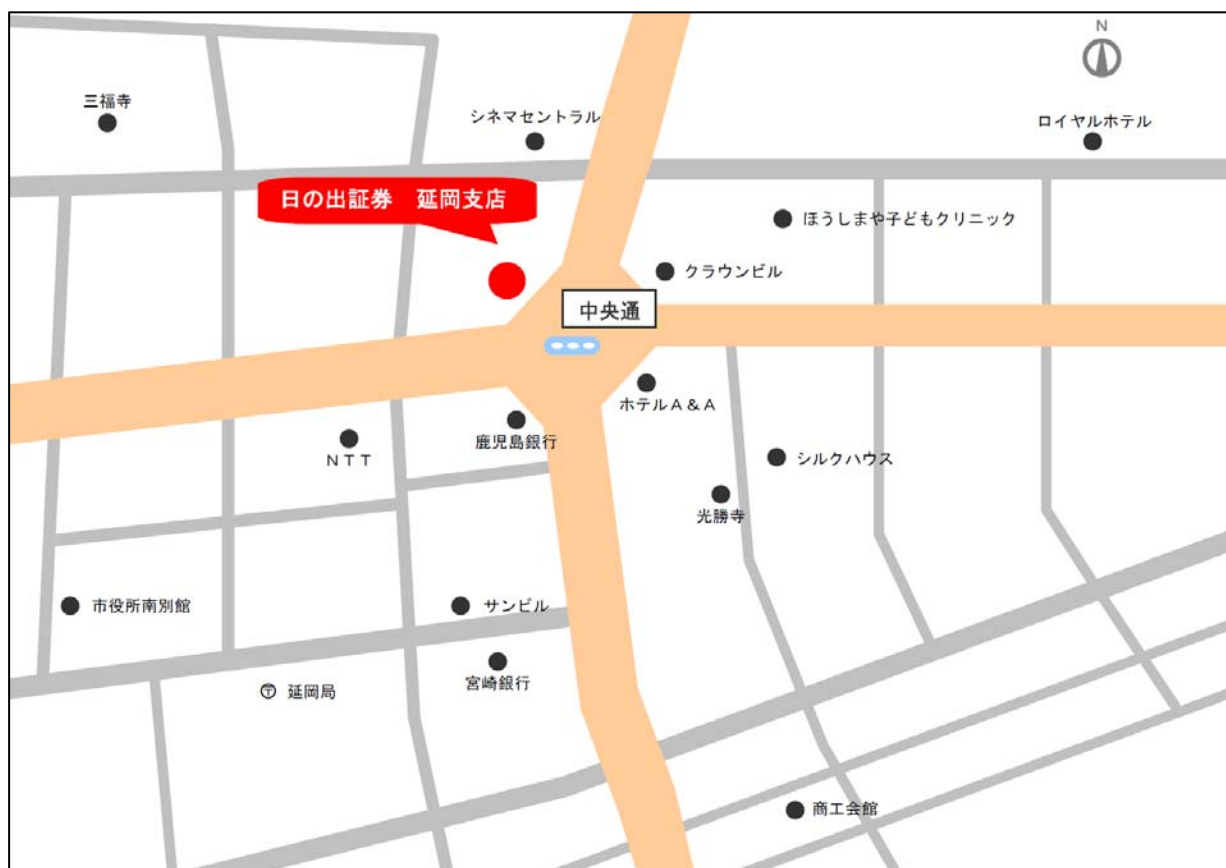 N
三福寺
シネマセントラル
ロイヤルホテル
日の出証券 延岡支店
ほうしまや子どもクリニック
クラウンビル
中央通
ホテルA&A
鹿児島銀行
NTT
シルクハウス
光勝寺
市役所南別館
サンビル
宮崎銀行
〒 延岡局
商工会館